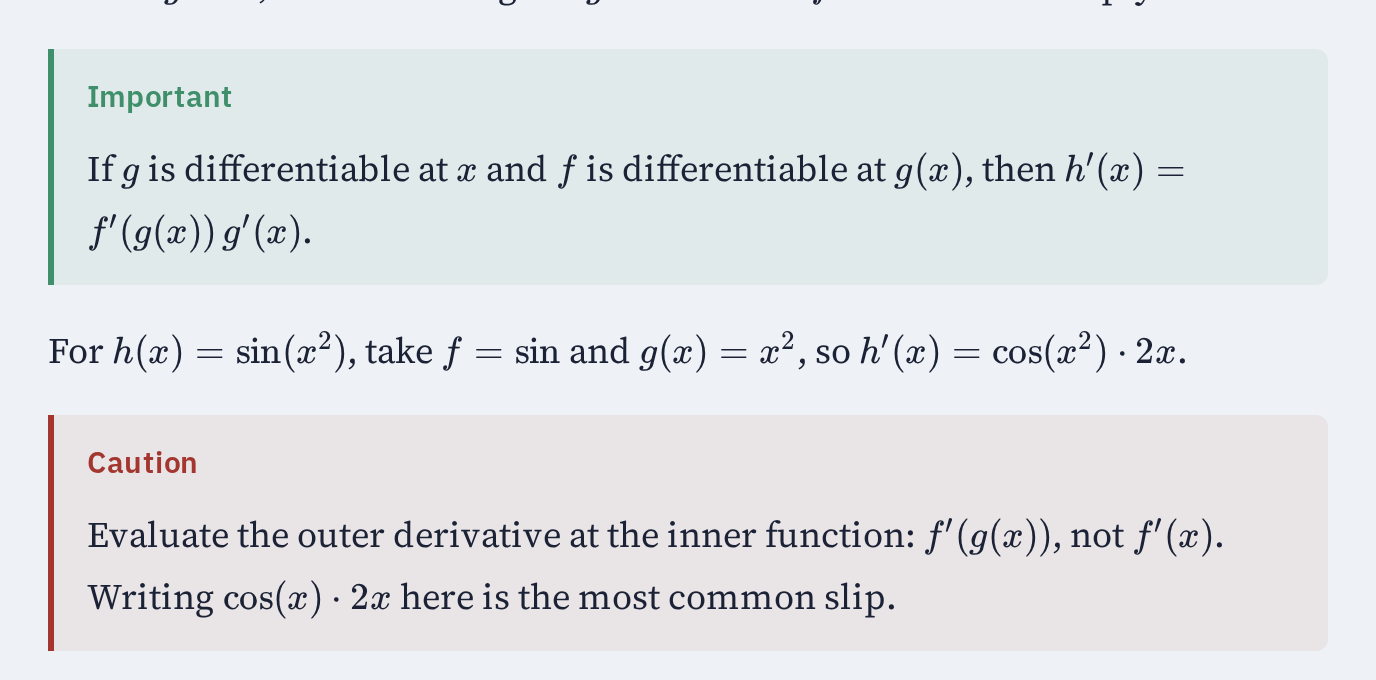 Important
If g is differentiable at x and f is differentiable at g(x), then h′(x) =
f′(g(x)) g′(x).
For h(x) = sin(x²), take f = sin and g(x) = x², so h′(x) = cos(x²) · 2x.
Caution
Evaluate the outer derivative at the inner function: f′(g(x)), not f′(x).
Writing cos(x) · 2x here is the most common slip.